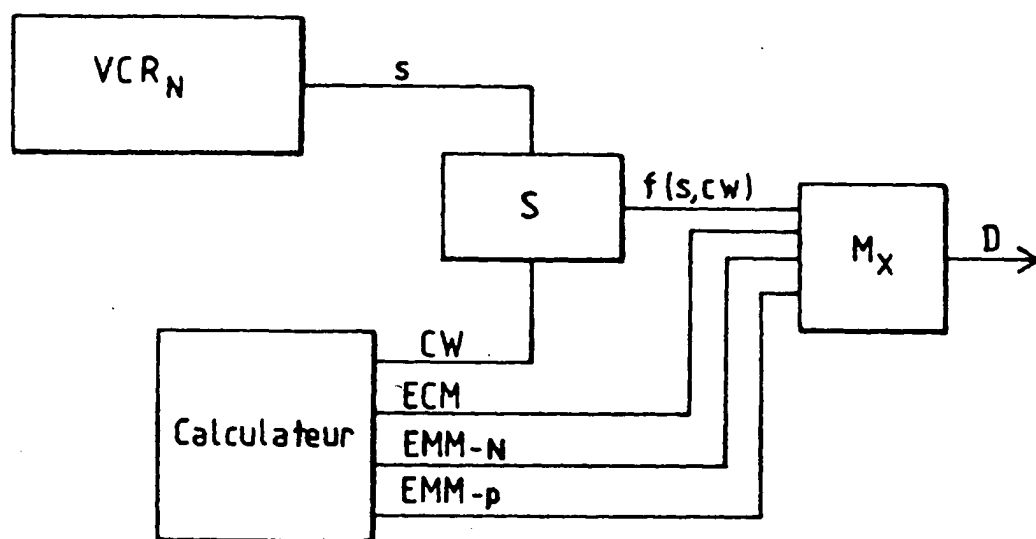 VCR_N
s
S
f(s,cw)
M_X
D
Calculateur
CW
ECM
EMM-N
EMM-p